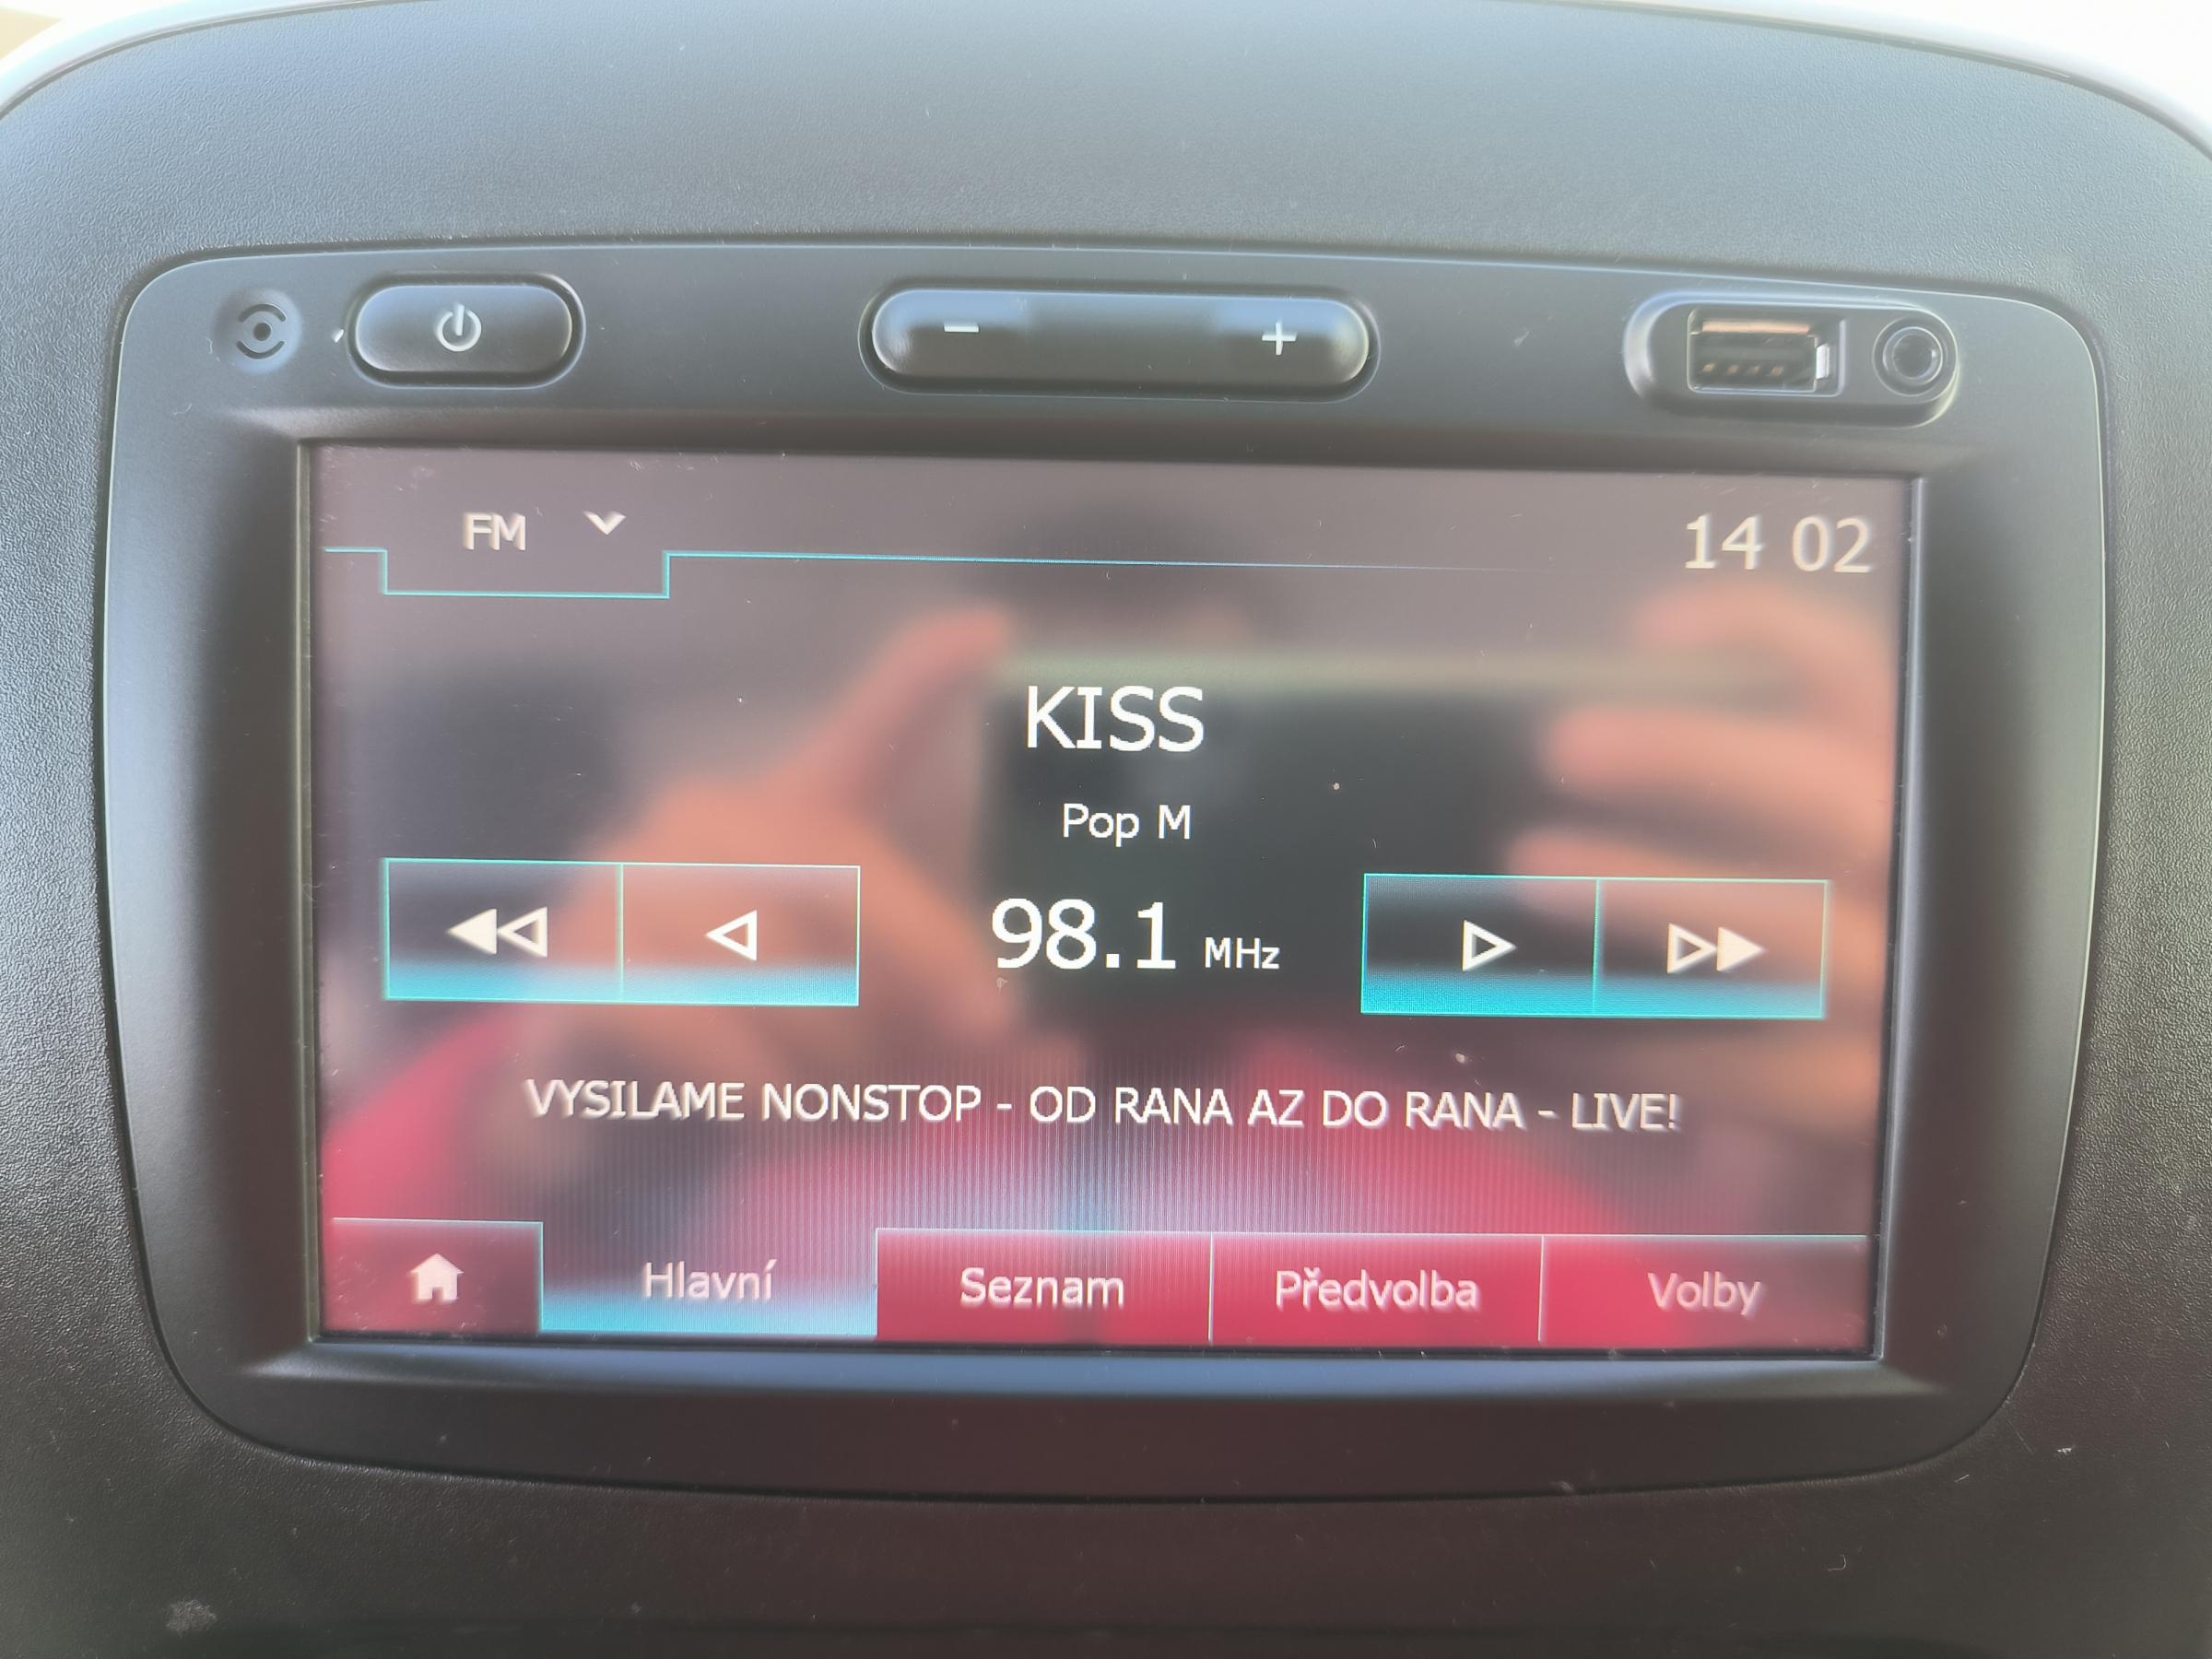 FM
14 02
KISS
Pop M
98.1 MHz
VYSILAME NONSTOP - OD RANA AZ DO RANA - LIVE!
Hlavní Seznam Předvolba Volby